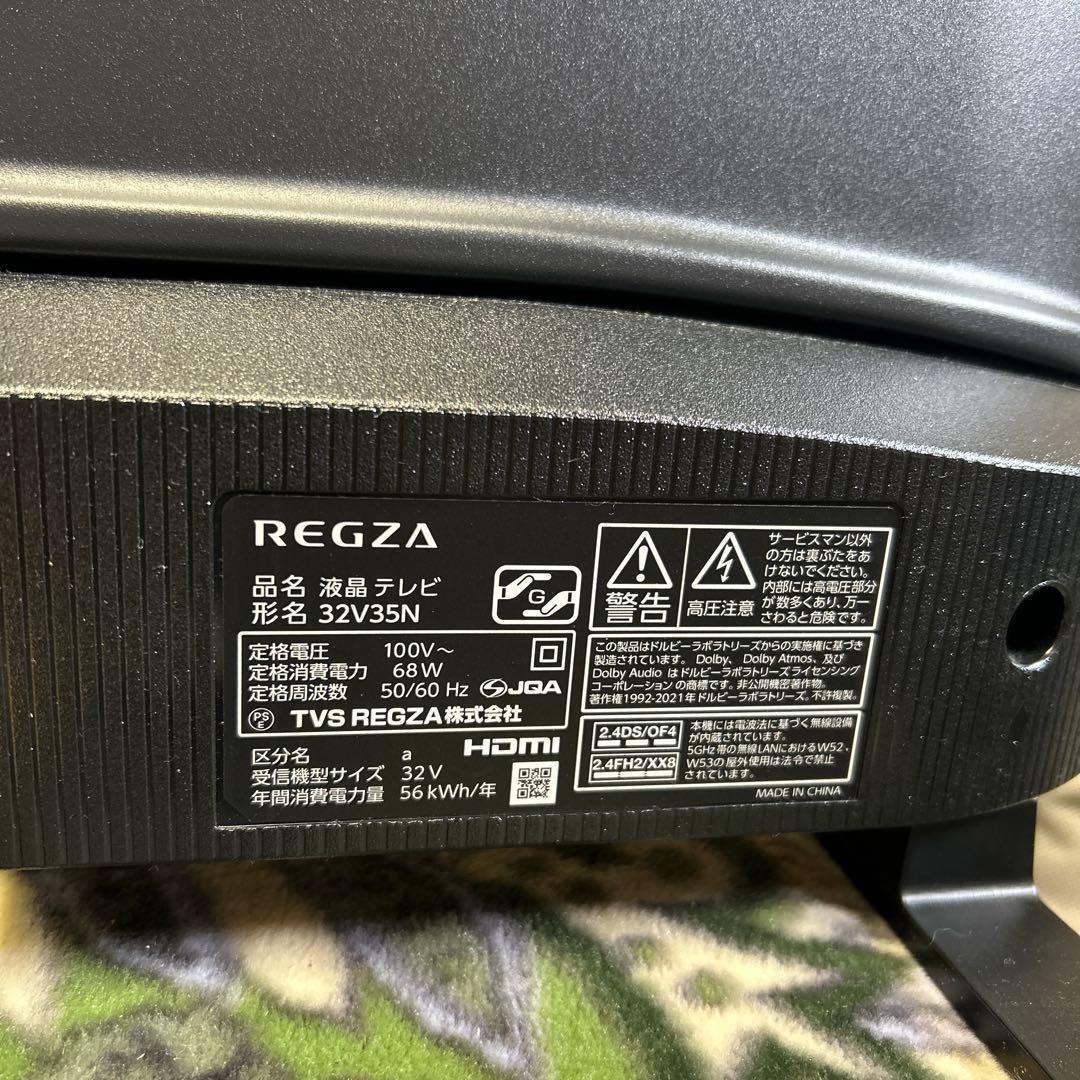 REGZA
品名 液晶テレビ
形名 32V35N
G
定格電圧 100V～
定格消費電力 68W
定格周波数 50/60 Hz
JQA
PS
E
TVS REGZA株式会社
区分名 a
受信機型サイズ 32V
年間消費電力量 56kWh/年
HDMI
警告
高圧注意
サービスマン以外
の方は裏ぶたをあ
けないでください。
内部には高電圧部分
が数多くあり、万一
さわると危険です。
この製品はドルビーラボラトリーズからの実施権に基づき
製造されています。 Dolby、Dolby Atmos、及び
Dolby Audio はドルビーラボラトリーズライセンシング
コーポレーションの商標です。非公開機密著作物。
著作権1992-2021年ドルビーラボラトリーズ。不許複製。
2.4DS/OF4
2.4FH2/XX8
本機には電波法に基づく無線設備
が内蔵されています。
5GHz帯の無線LANにおけるW52、
W53の屋外使用は法令で禁止
されています。
MADE IN CHINA